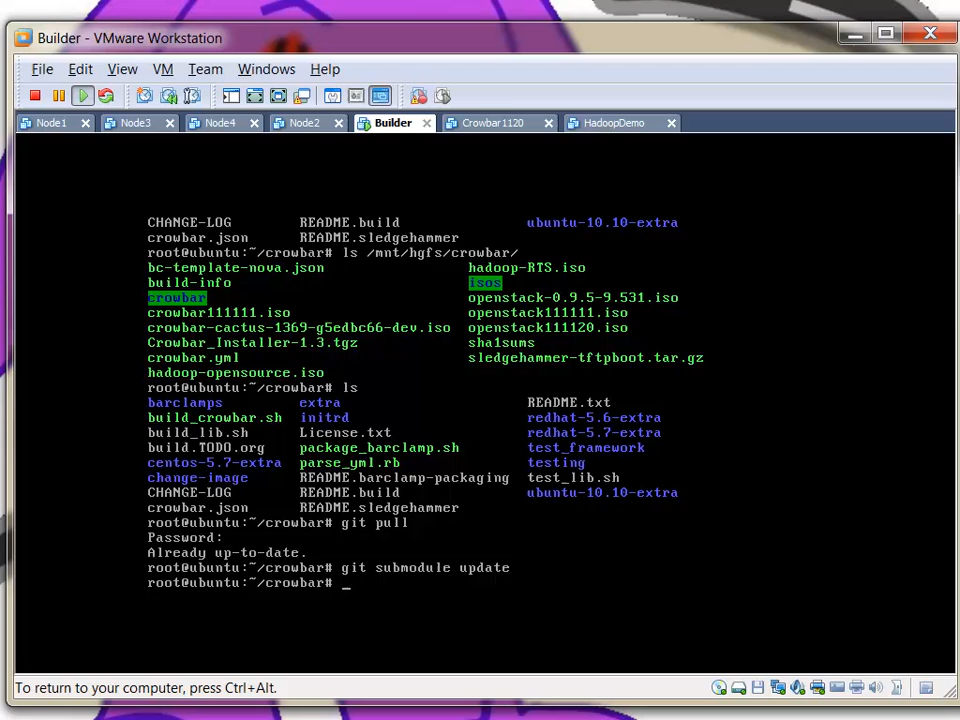 Builder - VMware Workstation
File Edit View VM Team Windows Help
Node1 Node3 Node4 Node2 Builder Crowbar1120 HadoopDemo
CHANGE-LOG README.build ubuntu-10.10-extra
crowbar.json README.sledgehammer
root@ubuntu:~/crowbar# ls /mnt/hgfs/crowbar/
bc-template-nova.json hadoop-RTS.iso
build-info isos
crowbar openstack-0.9.5-9.531.iso
crowbar111111.iso openstack111111.iso
crowbar-cactus-1369-g5edbc66-dev.iso openstack111120.iso
Crowbar_Installer-1.3.tgz sha1sums
crowbar.yml sledgehammer-tftpboot.tar.gz
hadoop-opensource.iso
root@ubuntu:~/crowbar# ls
barclamps extra README.txt
build_crowbar.sh initrd redhat-5.6-extra
build_lib.sh License.txt redhat-5.7-extra
build.TODO.org package_barclamp.sh test_framework
centos-5.7-extra parse_yml.rb testing
change-image README.barclamp-packaging test_lib.sh
CHANGE-LOG README.build ubuntu-10.10-extra
crowbar.json README.sledgehammer
root@ubuntu:~/crowbar# git pull
Password:
Already up-to-date.
root@ubuntu:~/crowbar# git submodule update
root@ubuntu:~/crowbar# _
To return to your computer, press Ctrl+Alt.